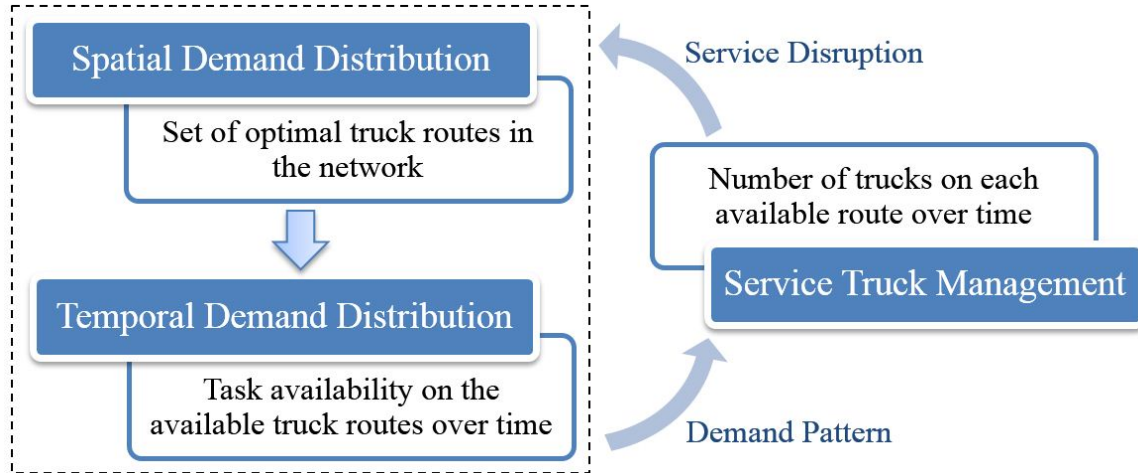 Spatial Demand Distribution
Set of optimal truck routes in
the network
Temporal Demand Distribution
Task availability on the
available truck routes over time
Service Disruption
Number of trucks on each
available route over time
Service Truck Management
Demand Pattern